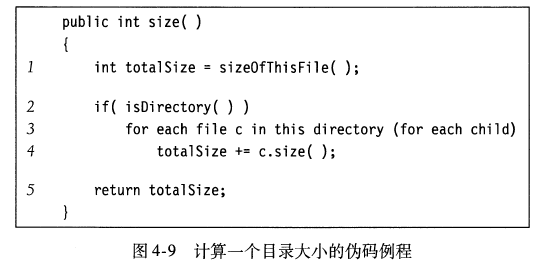 public int size( )
{
1 int totalSize = sizeOfThisFile( );
2 if( isDirectory( ) )
3 for each file c in this directory (for each child)
4 totalSize += c.size( );
5 return totalSize;
}
图4-9 计算一个目录大小的伪码例程